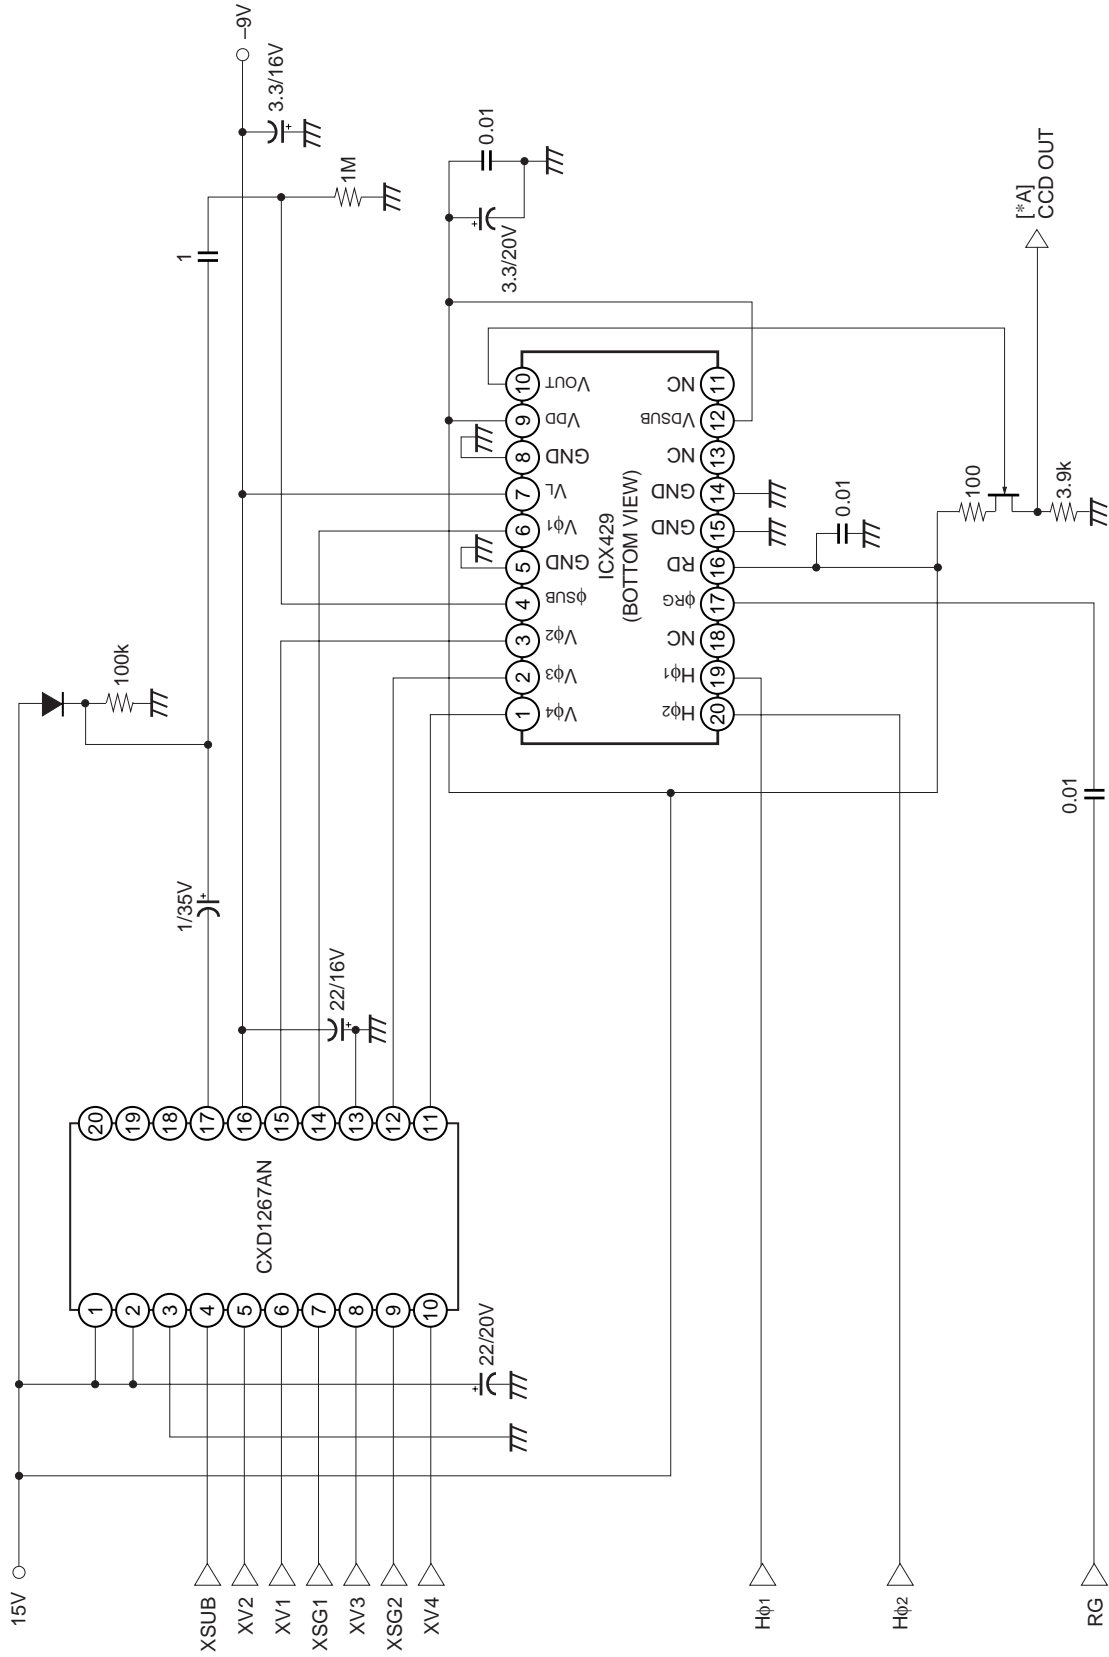 15V
XSUB
XV2
XV1
XSG1
XV3
XSG2
XV4
Hϕ1
Hϕ2
RG
22/20V
1
2
3
4
5
6
7
8
9
10
CXD1267AN
20
19
18
17
16
15
14
13
12
11
22/16V
1/35V
100k
1
–9V
3.3/16V
1M
0.01
3.3/20V
1
2
3
4
5
6
7
8
9
10
Vϕ4
Vϕ3
Vϕ2
ϕSUB
GND
Vϕ1
VL
GND
VDD
VOUT
ICX429
(BOTTOM VIEW)
Hϕ2
Hϕ1
NC
ϕRG
RD
GND
GND
NC
VDSUB
NC
20
19
18
17
16
15
14
13
12
11
0.01
0.01
100
3.9k
[*A]
CCD OUT